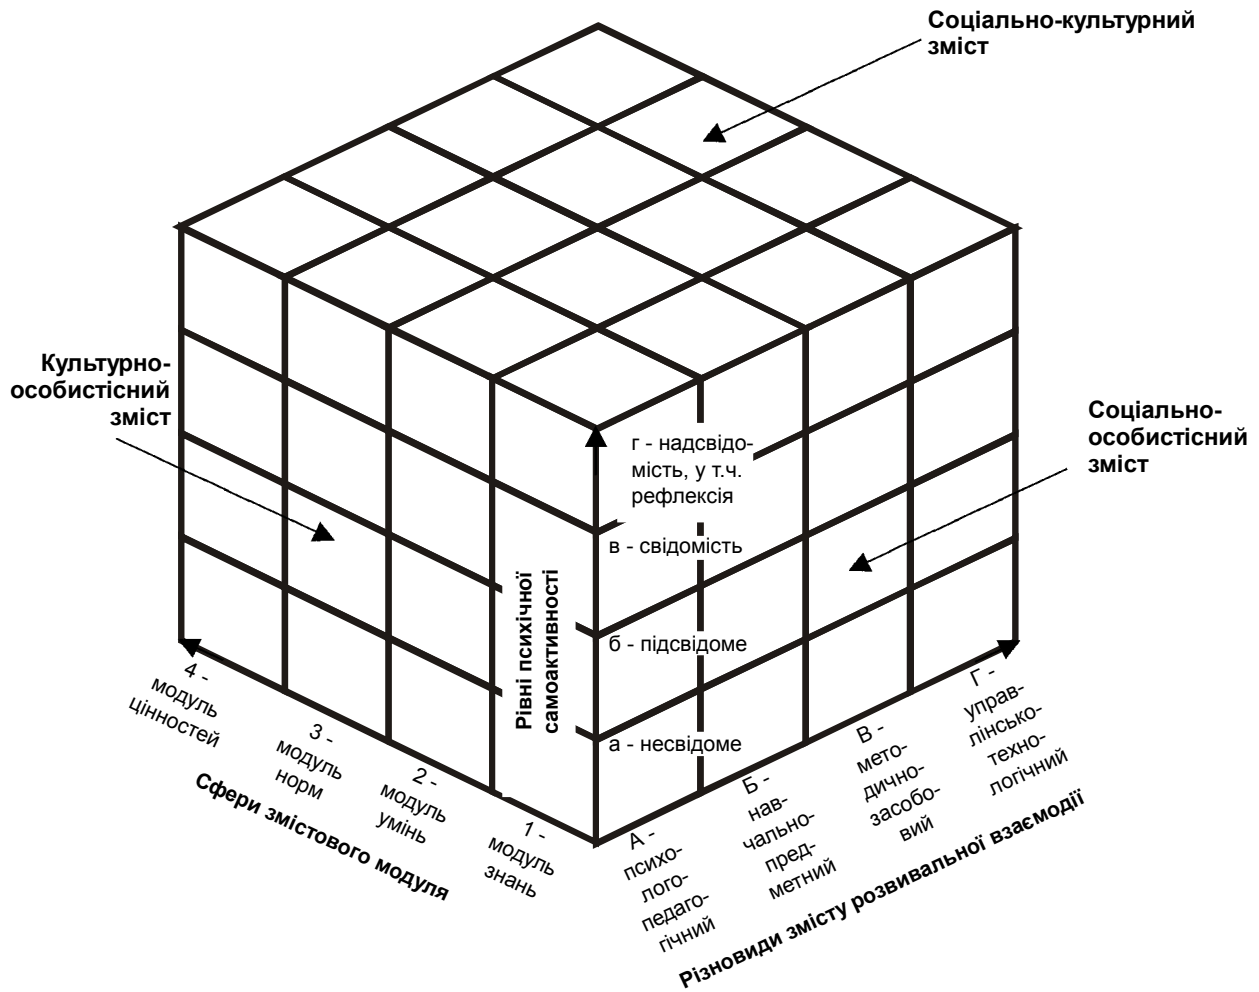 Соціально-культурний
зміст
Культурно-
особистісний
зміст
Соціально-
особистісний
зміст
г - надсвідо-
мість, у т.ч.
рефлексія
в - свідомість
б - підсвідоме
а - несвідоме
Рівні психічної
самоактивності
4 -
модуль
цінностей
3 -
модуль
норм
2 -
модуль
умінь
1 -
модуль
знань
Сфери змістового модуля
А -
психо-
лого-
педаго-
гічний
Б -
нав-
чально-
пред-
метний
В -
мето-
дично-
засобо-
вий
Г -
управ-
лінсько-
техно-
логічний
Різновиди змісту розвивальної взаємодії